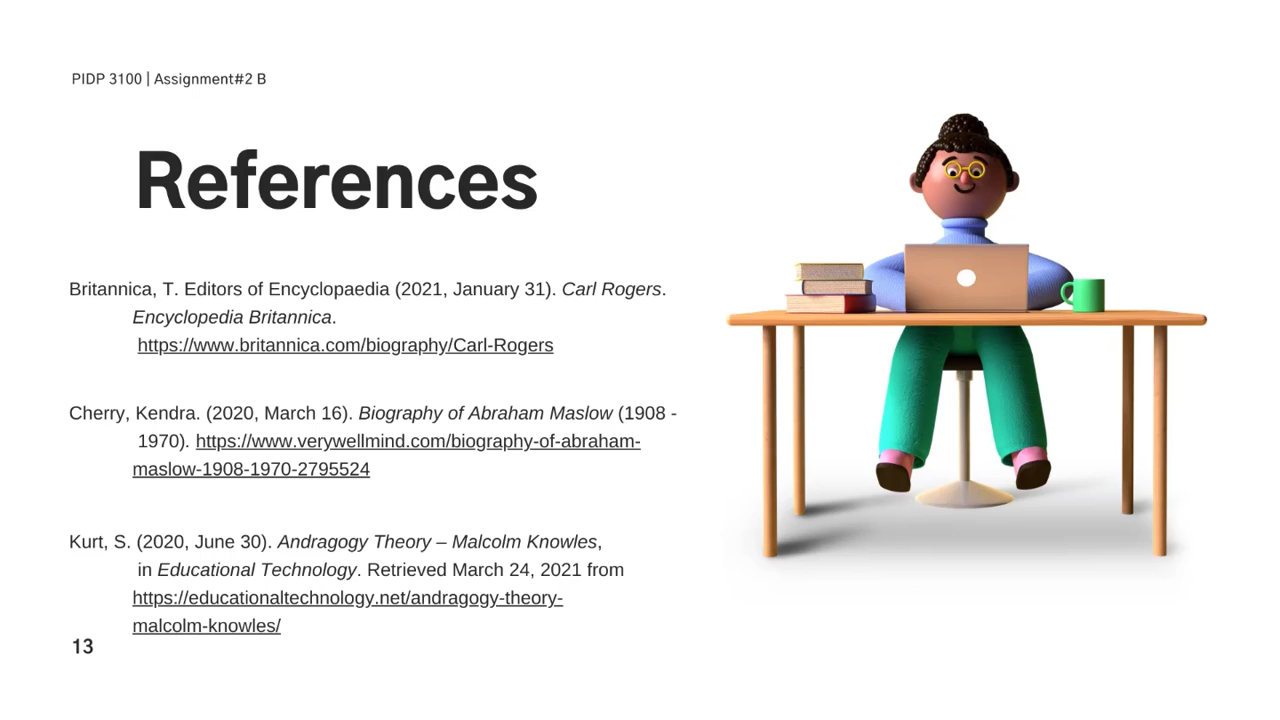 PIDP 3100 | Assignment#2 B
References
Britannica, T. Editors of Encyclopaedia (2021, January 31). Carl Rogers.
Encyclopedia Britannica.
https://www.britannica.com/biography/Carl-Rogers
Cherry, Kendra. (2020, March 16). Biography of Abraham Maslow (1908 -
1970). https://www.verywellmind.com/biography-of-abraham-
maslow-1908-1970-2795524
Kurt, S. (2020, June 30). Andragogy Theory – Malcolm Knowles,
in Educational Technology. Retrieved March 24, 2021 from
https://educationaltechnology.net/andragogy-theory-
malcolm-knowles/
13